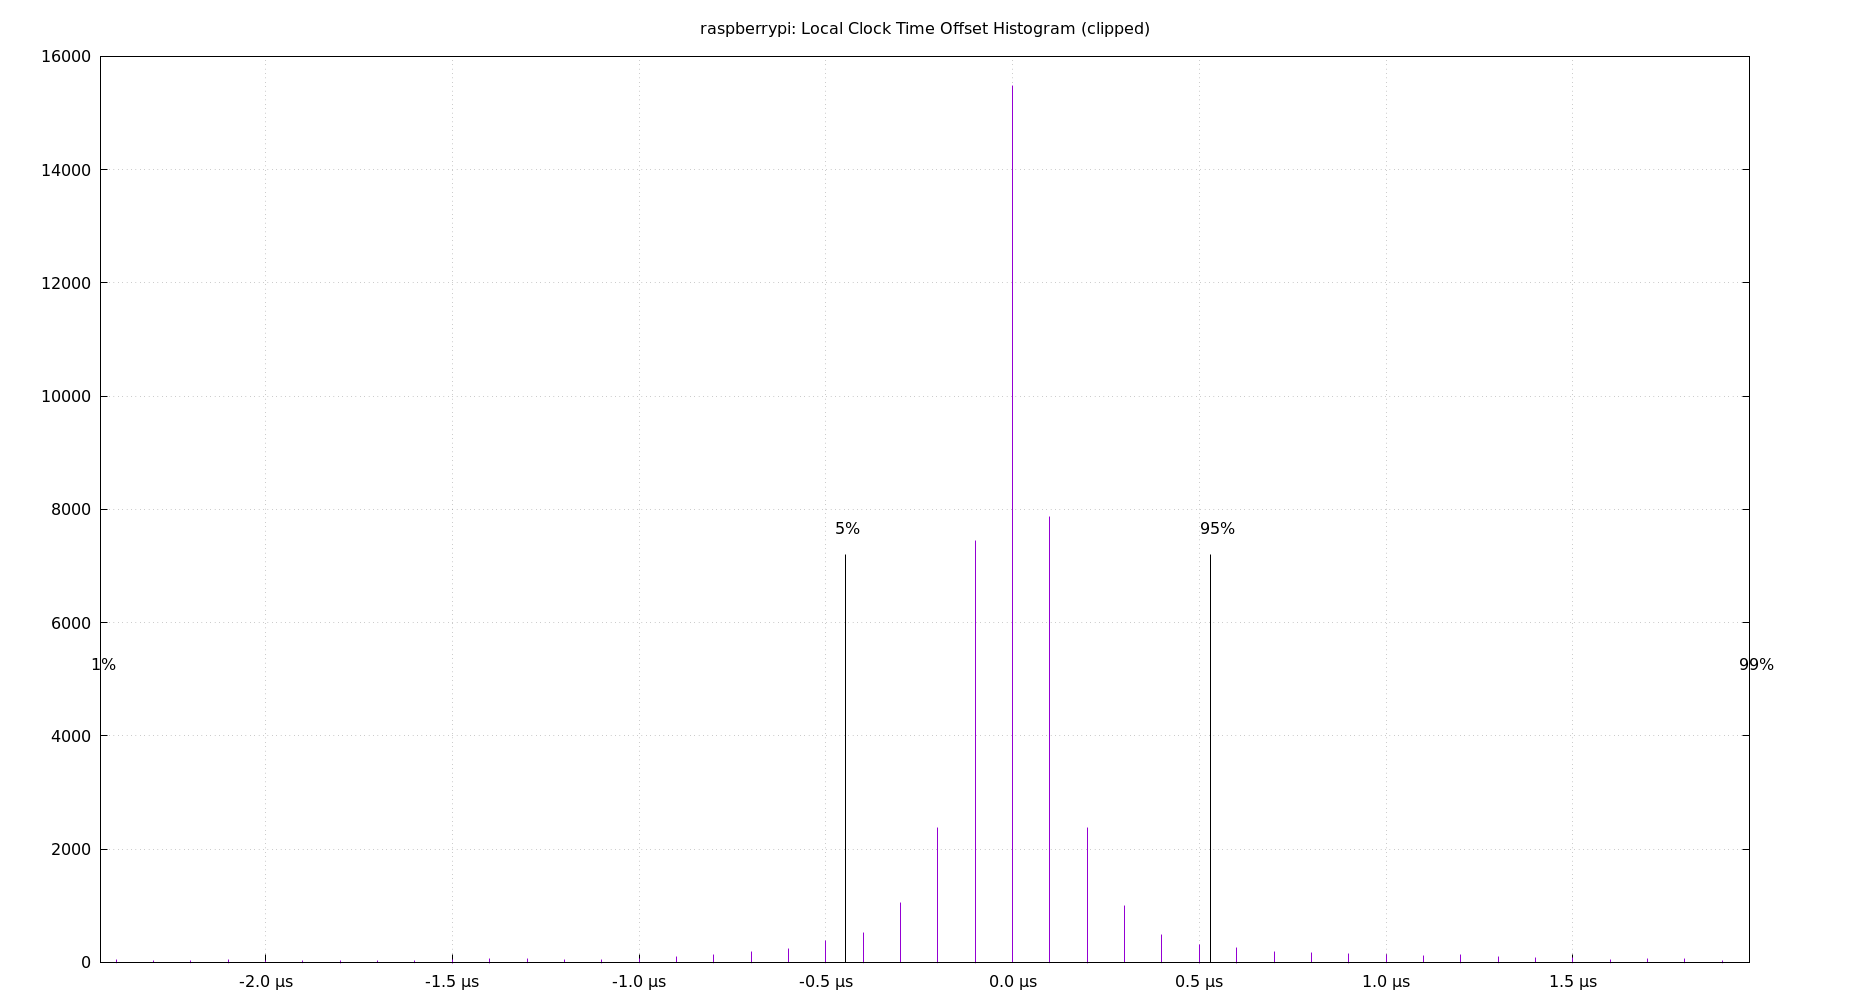 raspberrypi: Local Clock Time Offset Histogram (clipped)
16000
14000
12000
10000
8000
5%
95%
6000
1%
99%
4000
2000
0
-2.0 µs
-1.5 µs
-1.0 µs
-0.5 µs
0.0 µs
0.5 µs
1.0 µs
1.5 µs